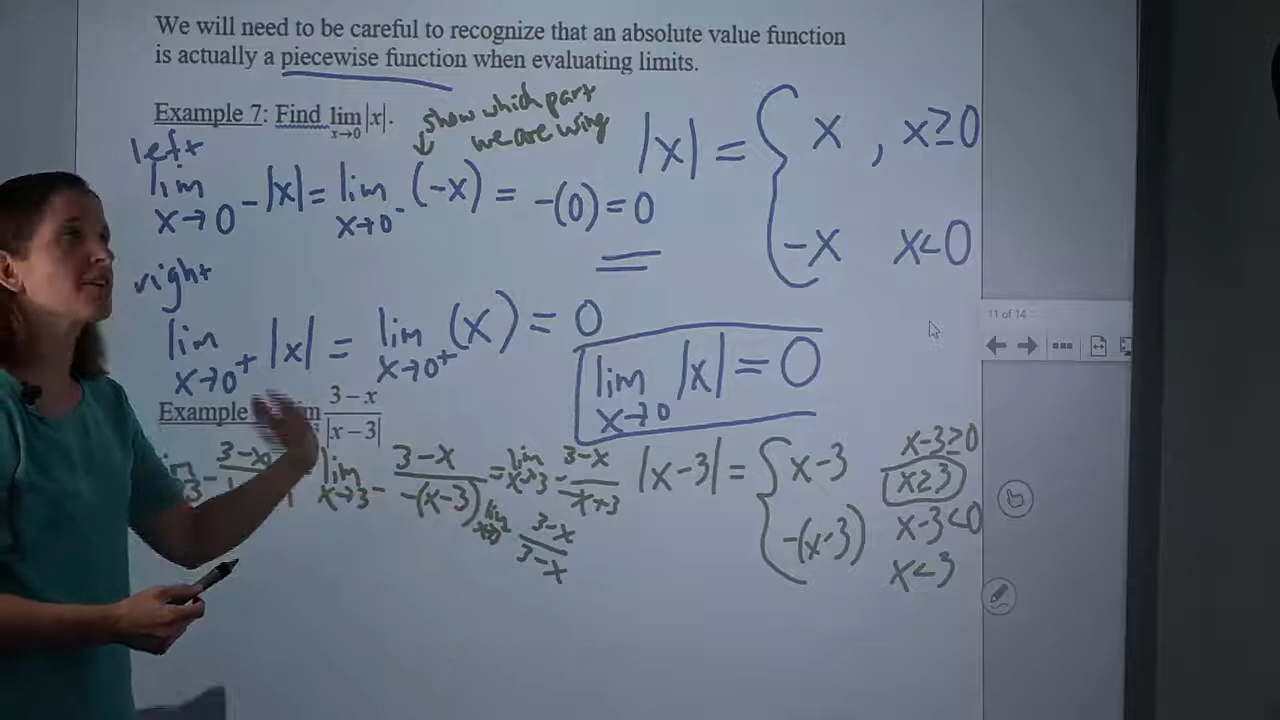 We will need to be careful to recognize that an absolute value function
is actually a piecewise function when evaluating limits.
Example 7: Find lim x→0 |x|.
show which part
we are using
left
lim x→0⁻ |x| = lim x→0⁻ (-x) = -(0) = 0
|x| = { x , x≥0
-x x<0
right
lim x→0⁺ |x| = lim x→0⁺ (x) = 0
lim x→0 |x| = 0
Example
3-x / |x-3|
3-x
lim x→3⁻ 3-x / -(x-3) = lim x→3⁻ 3-x / -x+3
lim 3-x / 3-x
|x-3| = { x-3 x-3≥0
x≥3
-(x-3) x-3<0
x<3
11 of 14